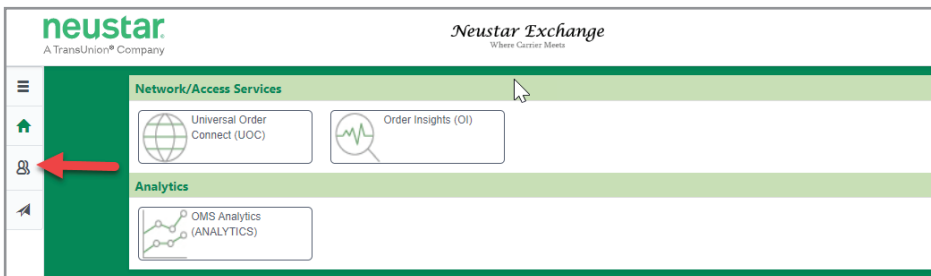 neustar.
A TransUnion® Company
Neustar Exchange
Where Carrier Meets
Network/Access Services
Universal Order
Connect (UOC)
Order Insights (OI)
Analytics
OMS Analytics
(ANALYTICS)